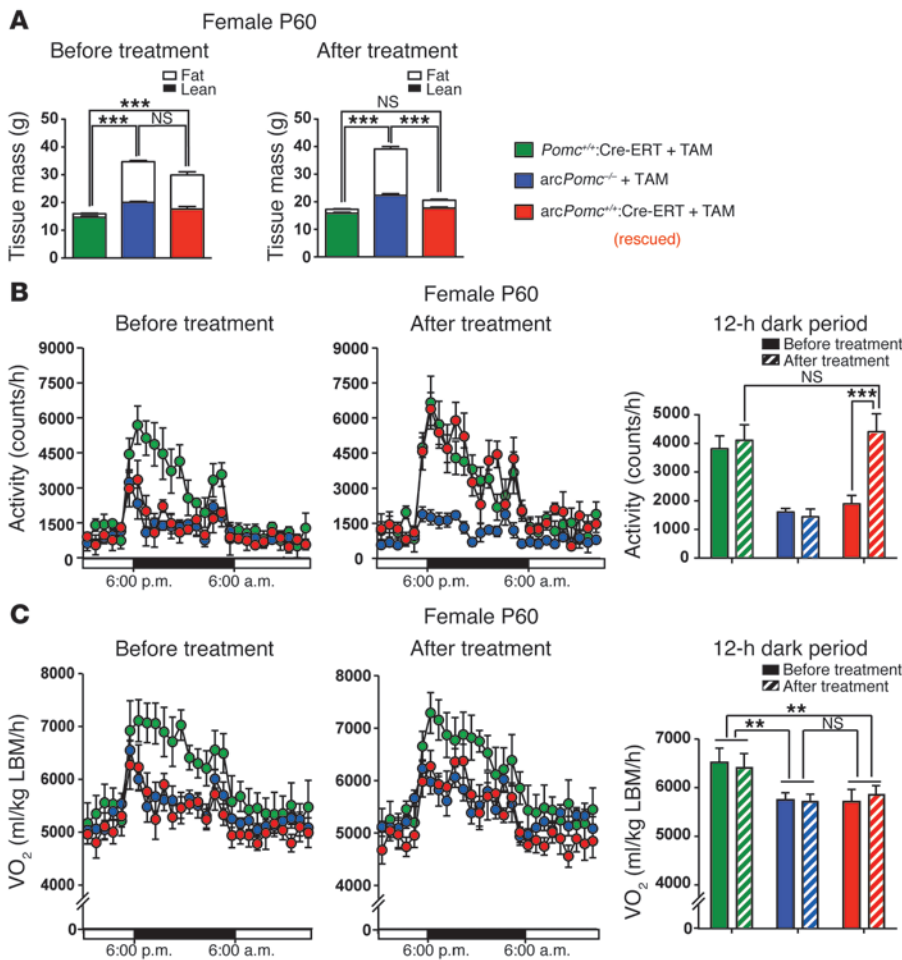 A
Female P60
Before treatment
Fat
Lean
Tissue mass (g)
50
40
30
20
10
0
***
***
NS
After treatment
Fat
Lean
Tissue mass (g)
50
40
30
20
10
0
NS
***
***
Pomc+/+:Cre-ERT + TAM
arcPomc–/– + TAM
arcPomc+/+:Cre-ERT + TAM
(rescued)
B
Female P60
Before treatment
Activity (counts/h)
9000
7500
6000
4500
3000
1500
0
6:00 p.m.
6:00 a.m.
After treatment
9000
7500
6000
4500
3000
1500
0
6:00 p.m.
6:00 a.m.
12-h dark period
Before treatment
After treatment
Activity (counts/h)
5000
4000
3000
2000
1000
0
NS
***
C
Female P60
Before treatment
VO2 (ml/kg LBM/h)
8000
7000
6000
5000
4000
0
6:00 p.m.
6:00 a.m.
After treatment
8000
7000
6000
5000
4000
0
6:00 p.m.
6:00 a.m.
12-h dark period
Before treatment
After treatment
VO2 (ml/kg LBM/h)
7000
6000
5000
4000
0
**
**
NS